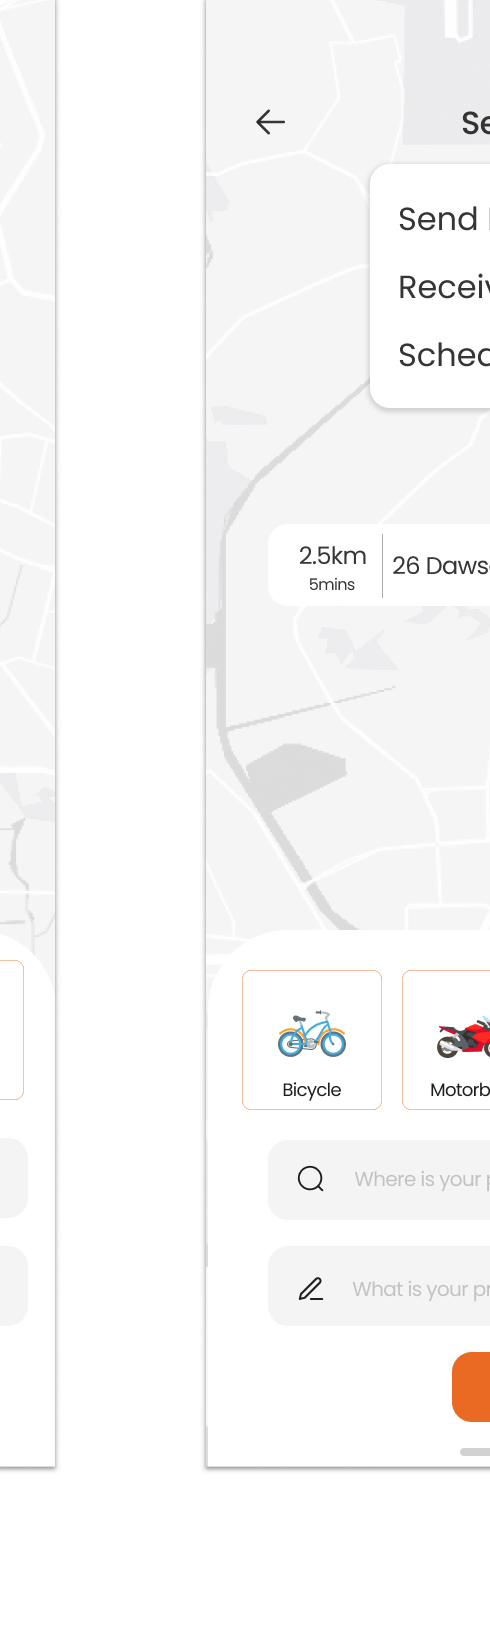 Se
Send
Receiv
Sched
2.5km
5mins
26 Daws
Bicycle
Motorb
Where is your p
What is your pr